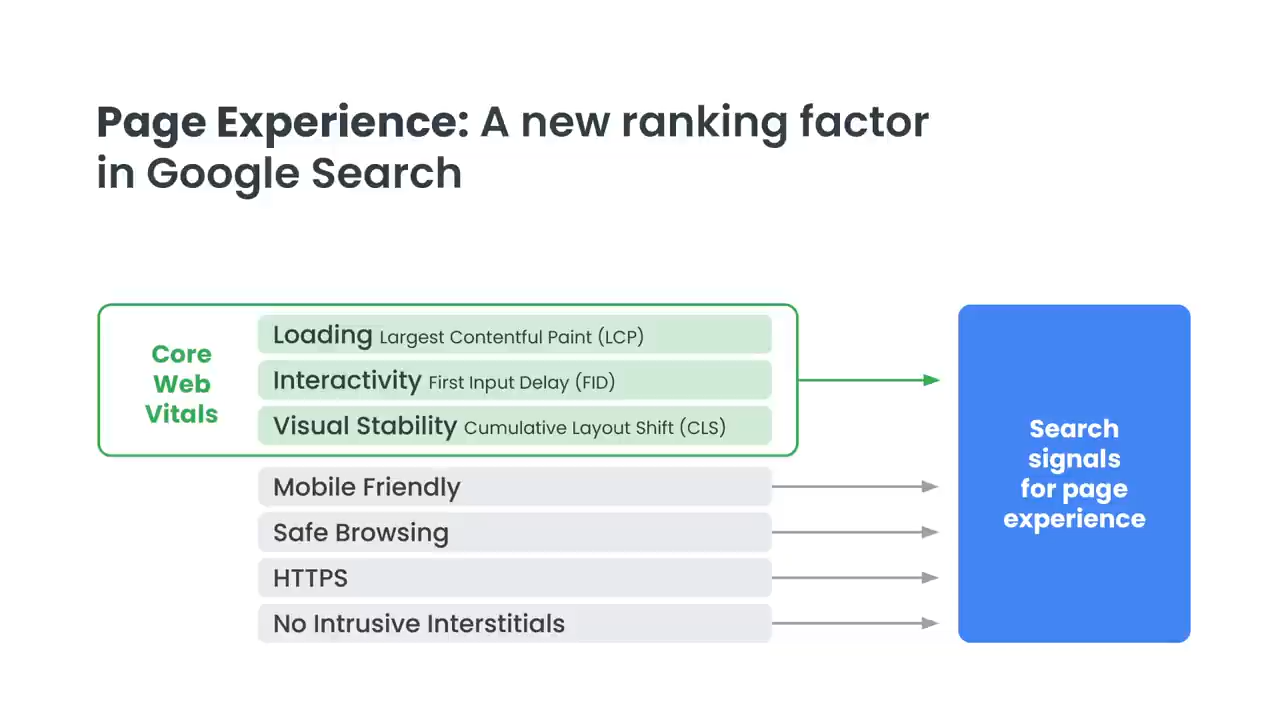 Page Experience: A new ranking factor
in Google Search
Core
Web
Vitals
Loading Largest Contentful Paint (LCP)
Interactivity First Input Delay (FID)
Visual Stability Cumulative Layout Shift (CLS)
Mobile Friendly
Safe Browsing
HTTPS
No Intrusive Interstitials
Search
signals
for page
experience